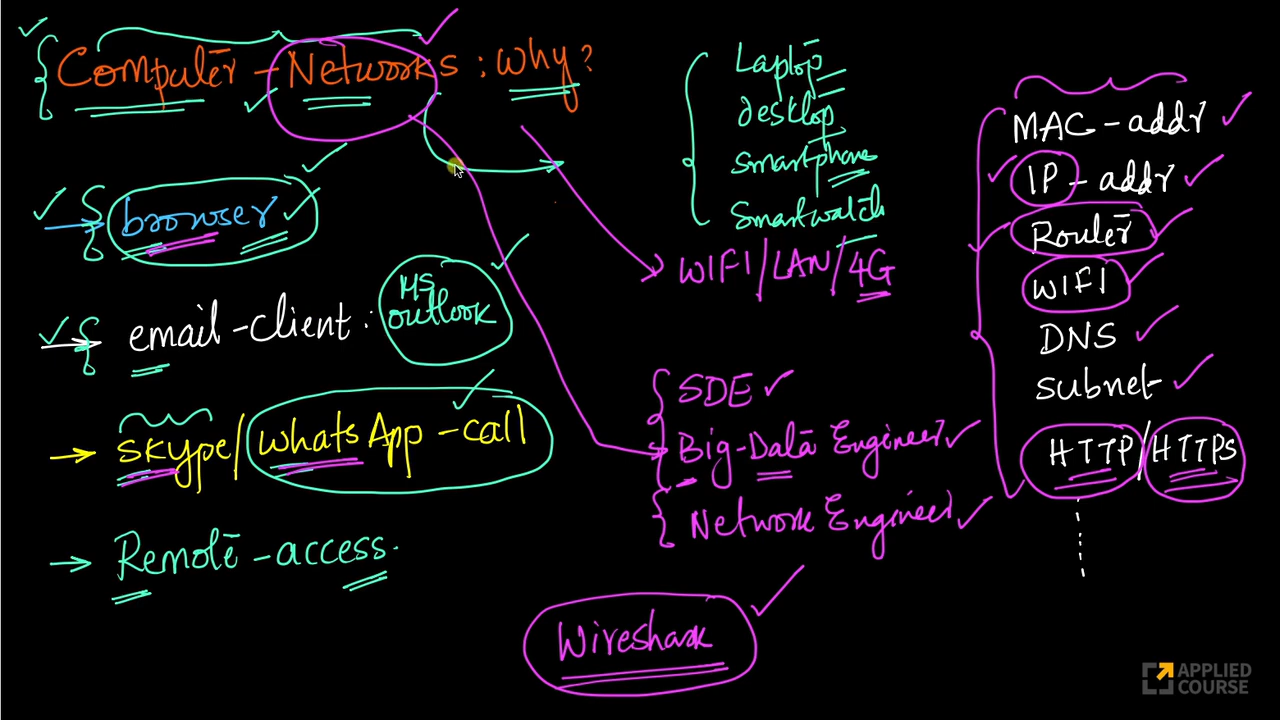 Computer - Networks : Why?
browser
email-client : MS outlook
skype/WhatsApp-call
Remote-access.
Laptop
desktop
Smartphone
Smartwatch
WIFI/LAN/4G
SDE
Big-Data Engineer
Network Engineer
Wireshark
MAC-addr
IP-addr
Router
WIFI
DNS
subnet
HTTP/HTTPs
APPLIED
COURSE